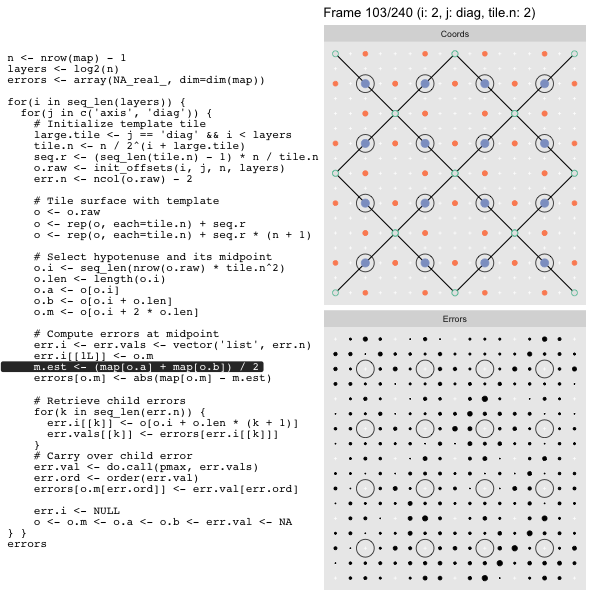 Frame 103/240 (i: 2, j: diag, tile.n: 2)
Coords
n <- nrow(map) - 1
layers <- log2(n)
errors <- array(NA_real_, dim=dim(map))
for(i in seq_len(layers)) {
for(j in c('axis', 'diag')) {
# Initialize template tile
large.tile <- j == 'diag' && i < layers
tile.n <- n / 2^(i + large.tile)
seq.r <- (seq_len(tile.n) - 1) * n / tile.n
o.raw <- init_offsets(i, j, n, layers)
err.n <- ncol(o.raw) - 2
# Tile surface with template
o <- o.raw
o <- rep(o, each=tile.n) + seq.r
o <- rep(o, each=tile.n) + seq.r * (n + 1)
# Select hypotenuse and its midpoint
o.i <- seq_len(nrow(o.raw) * tile.n^2)
o.len <- length(o.i)
o.a <- o[o.i]
o.b <- o[o.i + o.len]
o.m <- o[o.i + 2 * o.len]
# Compute errors at midpoint
err.i <- err.vals <- vector('list', err.n)
err.i[[1L]] <- o.m
m.est <- (map[o.a] + map[o.b]) / 2
errors[o.m] <- abs(map[o.m] - m.est)
# Retrieve child errors
for(k in seq_len(err.n)) {
err.i[[k]] <- o[o.i + o.len * (k + 1)]
err.vals[[k]] <- errors[err.i[[k]]]
}
# Carry over child error
err.val <- do.call(pmax, err.vals)
err.ord <- order(err.val)
errors[o.m[err.ord]] <- err.val[err.ord]
err.i <- NULL
o <- o.m <- o.a <- o.b <- err.val <- NA
} }
errors
Errors